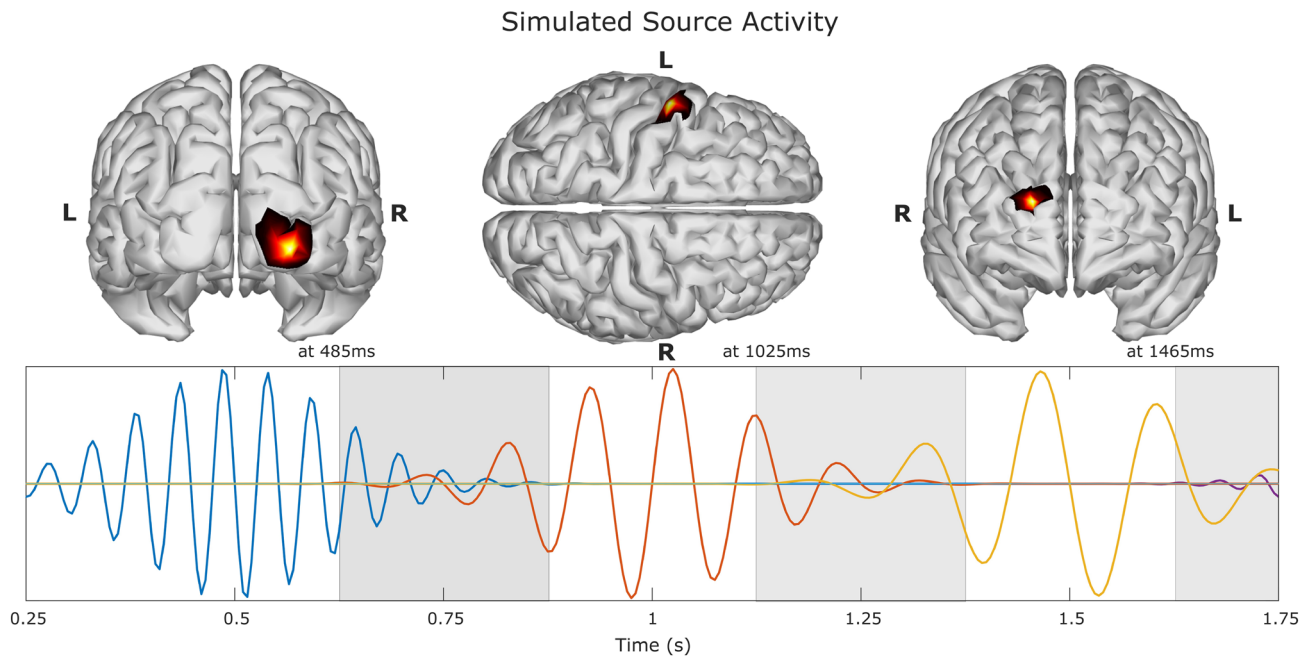 Simulated Source Activity
L
L R
R L
at 485ms R at 1025ms at 1465ms
0.25 0.5 0.75 1 1.25 1.5 1.75
Time (s)